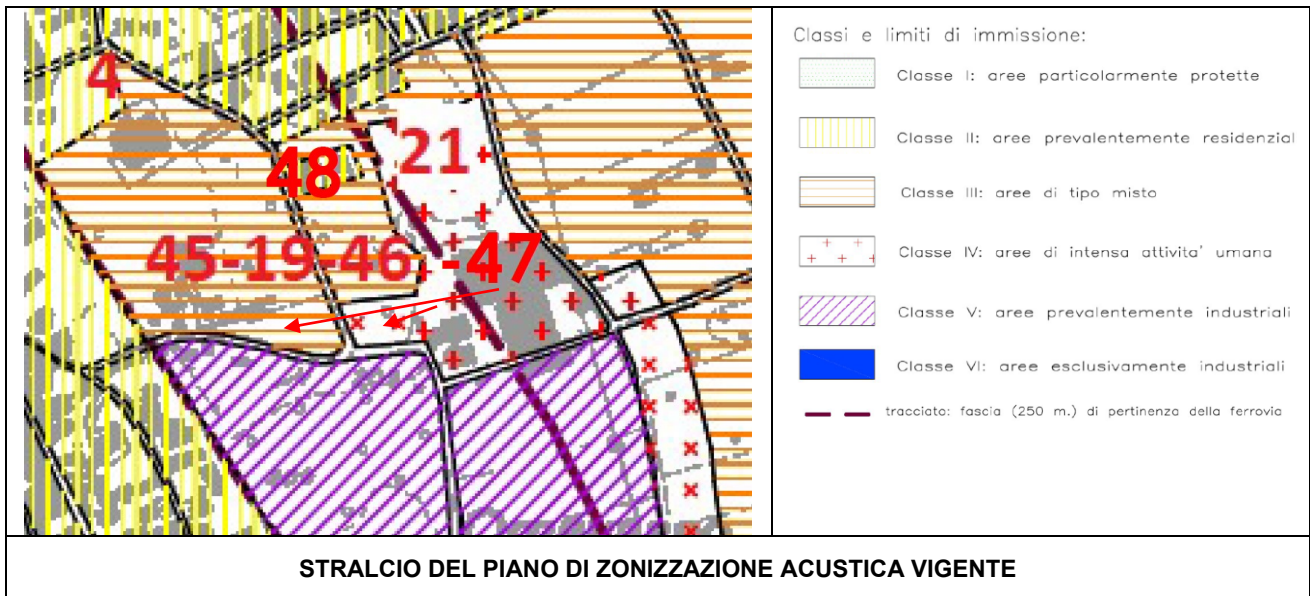 4
48
21
45-19-46
-47
Classi e limiti di immissione:
Classe I: aree particolarmente protette
Classe II: aree prevalentemente residenzial
Classe III: aree di tipo misto
Classe IV: aree di intensa attivita' umana
Classe V: aree prevalentemente industriali
Classe VI: aree esclusivamente industriali
tracciato: fascia (250 m.) di pertinenza della ferrovia
STRALCIO DEL PIANO DI ZONIZZAZIONE ACUSTICA VIGENTE